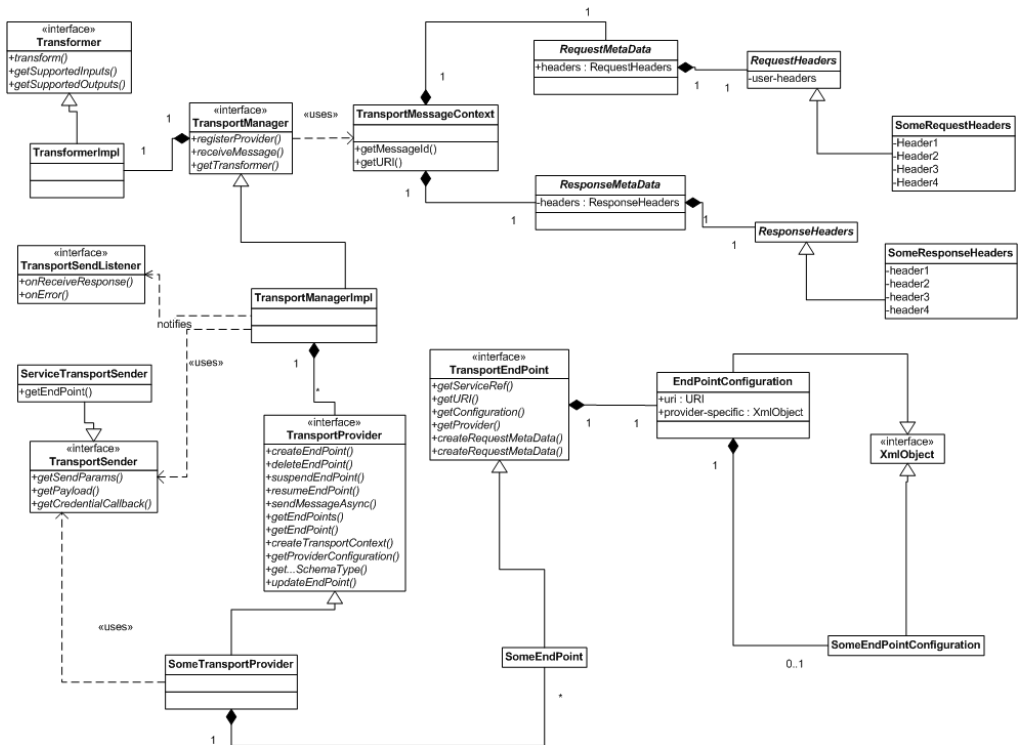 «interface»
Transformer
+transform()
+getSupportedInputs()
+getSupportedOutputs()
1
1
TransformerImpl
«interface»
TransportManager
+registerProvider()
+receiveMessage()
+getTransformer()
«uses»
TransportMessageContext
+getMessageId()
+getURI()
1
1
RequestMetaData
+headers : RequestHeaders
1
1
RequestHeaders
-user-headers
SomeRequestHeaders
-Header1
-Header2
-Header3
-Header4
1
1
ResponseMetaData
-headers : ResponseHeaders
1
1
ResponseHeaders
SomeResponseHeaders
-header1
-header2
-header3
-header4
«interface»
TransportSendListener
+onReceiveResponse()
+onError()
notifies
TransportManagerImpl
«uses»
1
*
ServiceTransportSender
+getEndPoint()
«interface»
TransportSender
+getSendParams()
+getPayload()
+getCredentialCallback()
«interface»
TransportProvider
+createEndPoint()
+deleteEndPoint()
+suspendEndPoint()
+resumeEndPoint()
+sendMessageAsync()
+getEndPoints()
+getEndPoint()
+createTransportContext()
+getProviderConfiguration()
+get...SchemaType()
+updateEndPoint()
«interface»
TransportEndPoint
+getServiceRef()
+getURI()
+getConfiguration()
+getProvider()
+createRequestMetaData()
+createRequestMetaData()
1
1
EndPointConfiguration
+uri : URI
+provider-specific : XmlObject
1
«interface»
XmlObject
«uses»
SomeTransportProvider
1
SomeEndPoint
*
SomeEndPointConfiguration
0..1